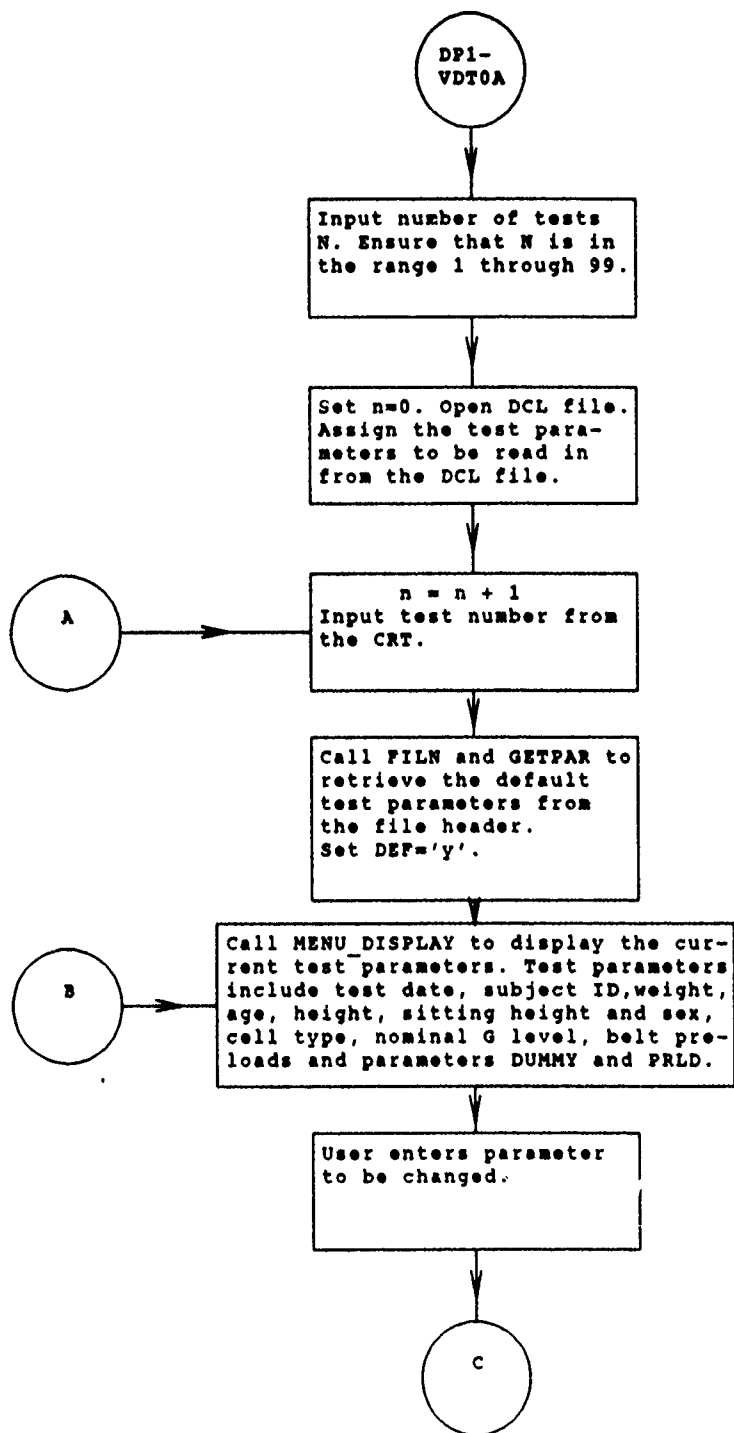 DP1-
VDT0A
Input number of tests
N. Ensure that N is in
the range 1 through 99.
Set n=0. Open DCL file.
Assign the test para-
meters to be read in
from the DCL file.
A
n = n + 1
Input test number from
the CRT.
Call FILN and GETPAR to
retrieve the default
test parameters from
the file header.
Set DEF='y'.
B
Call MENU_DISPLAY to display the cur-
rent test parameters. Test parameters
include test date, subject ID,weight,
age, height, sitting height and sex,
cell type, nominal G level, belt pre-
loads and parameters DUMMY and PRLD.
User enters parameter
to be changed.
C